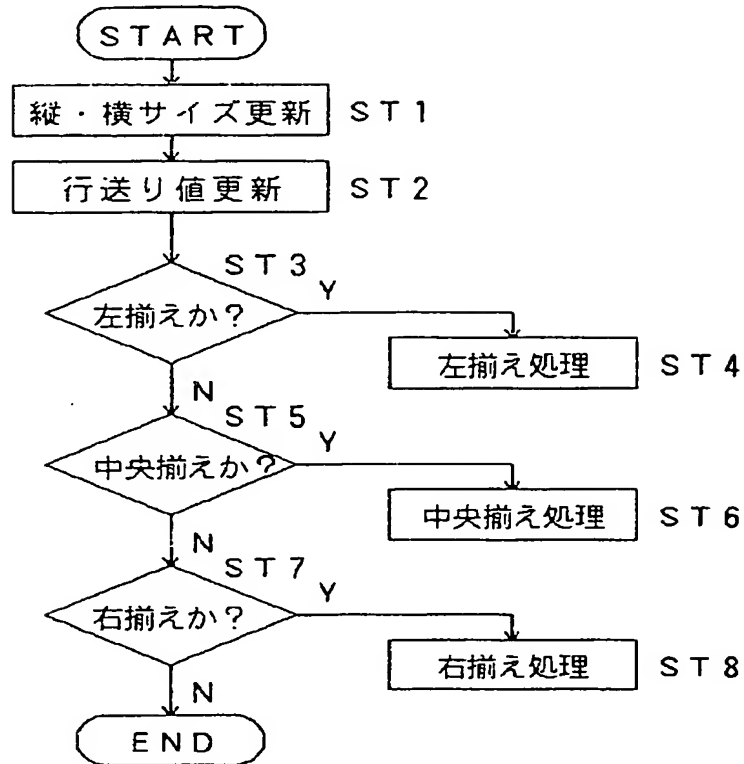 START
縦・横サイズ更新 ST1
行送り値更新 ST2
ST3
左揃えか? Y
左揃え処理 ST4
N
ST5
中央揃えか? Y
中央揃え処理 ST6
N
ST7
右揃えか? Y
右揃え処理 ST8
N
END